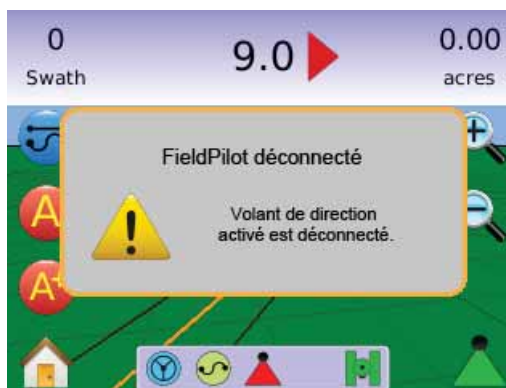 0
9.0
0.00
Swath
acres
FieldPilot déconnecté
Volant de direction
activé est déconnecté.
A
A+